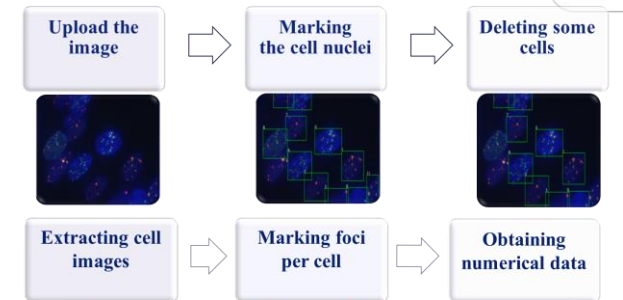 Upload the
image
Marking
the cell nuclei
Deleting some
cells
Extracting cell
images
Marking foci
per cell
Obtaining
numerical data